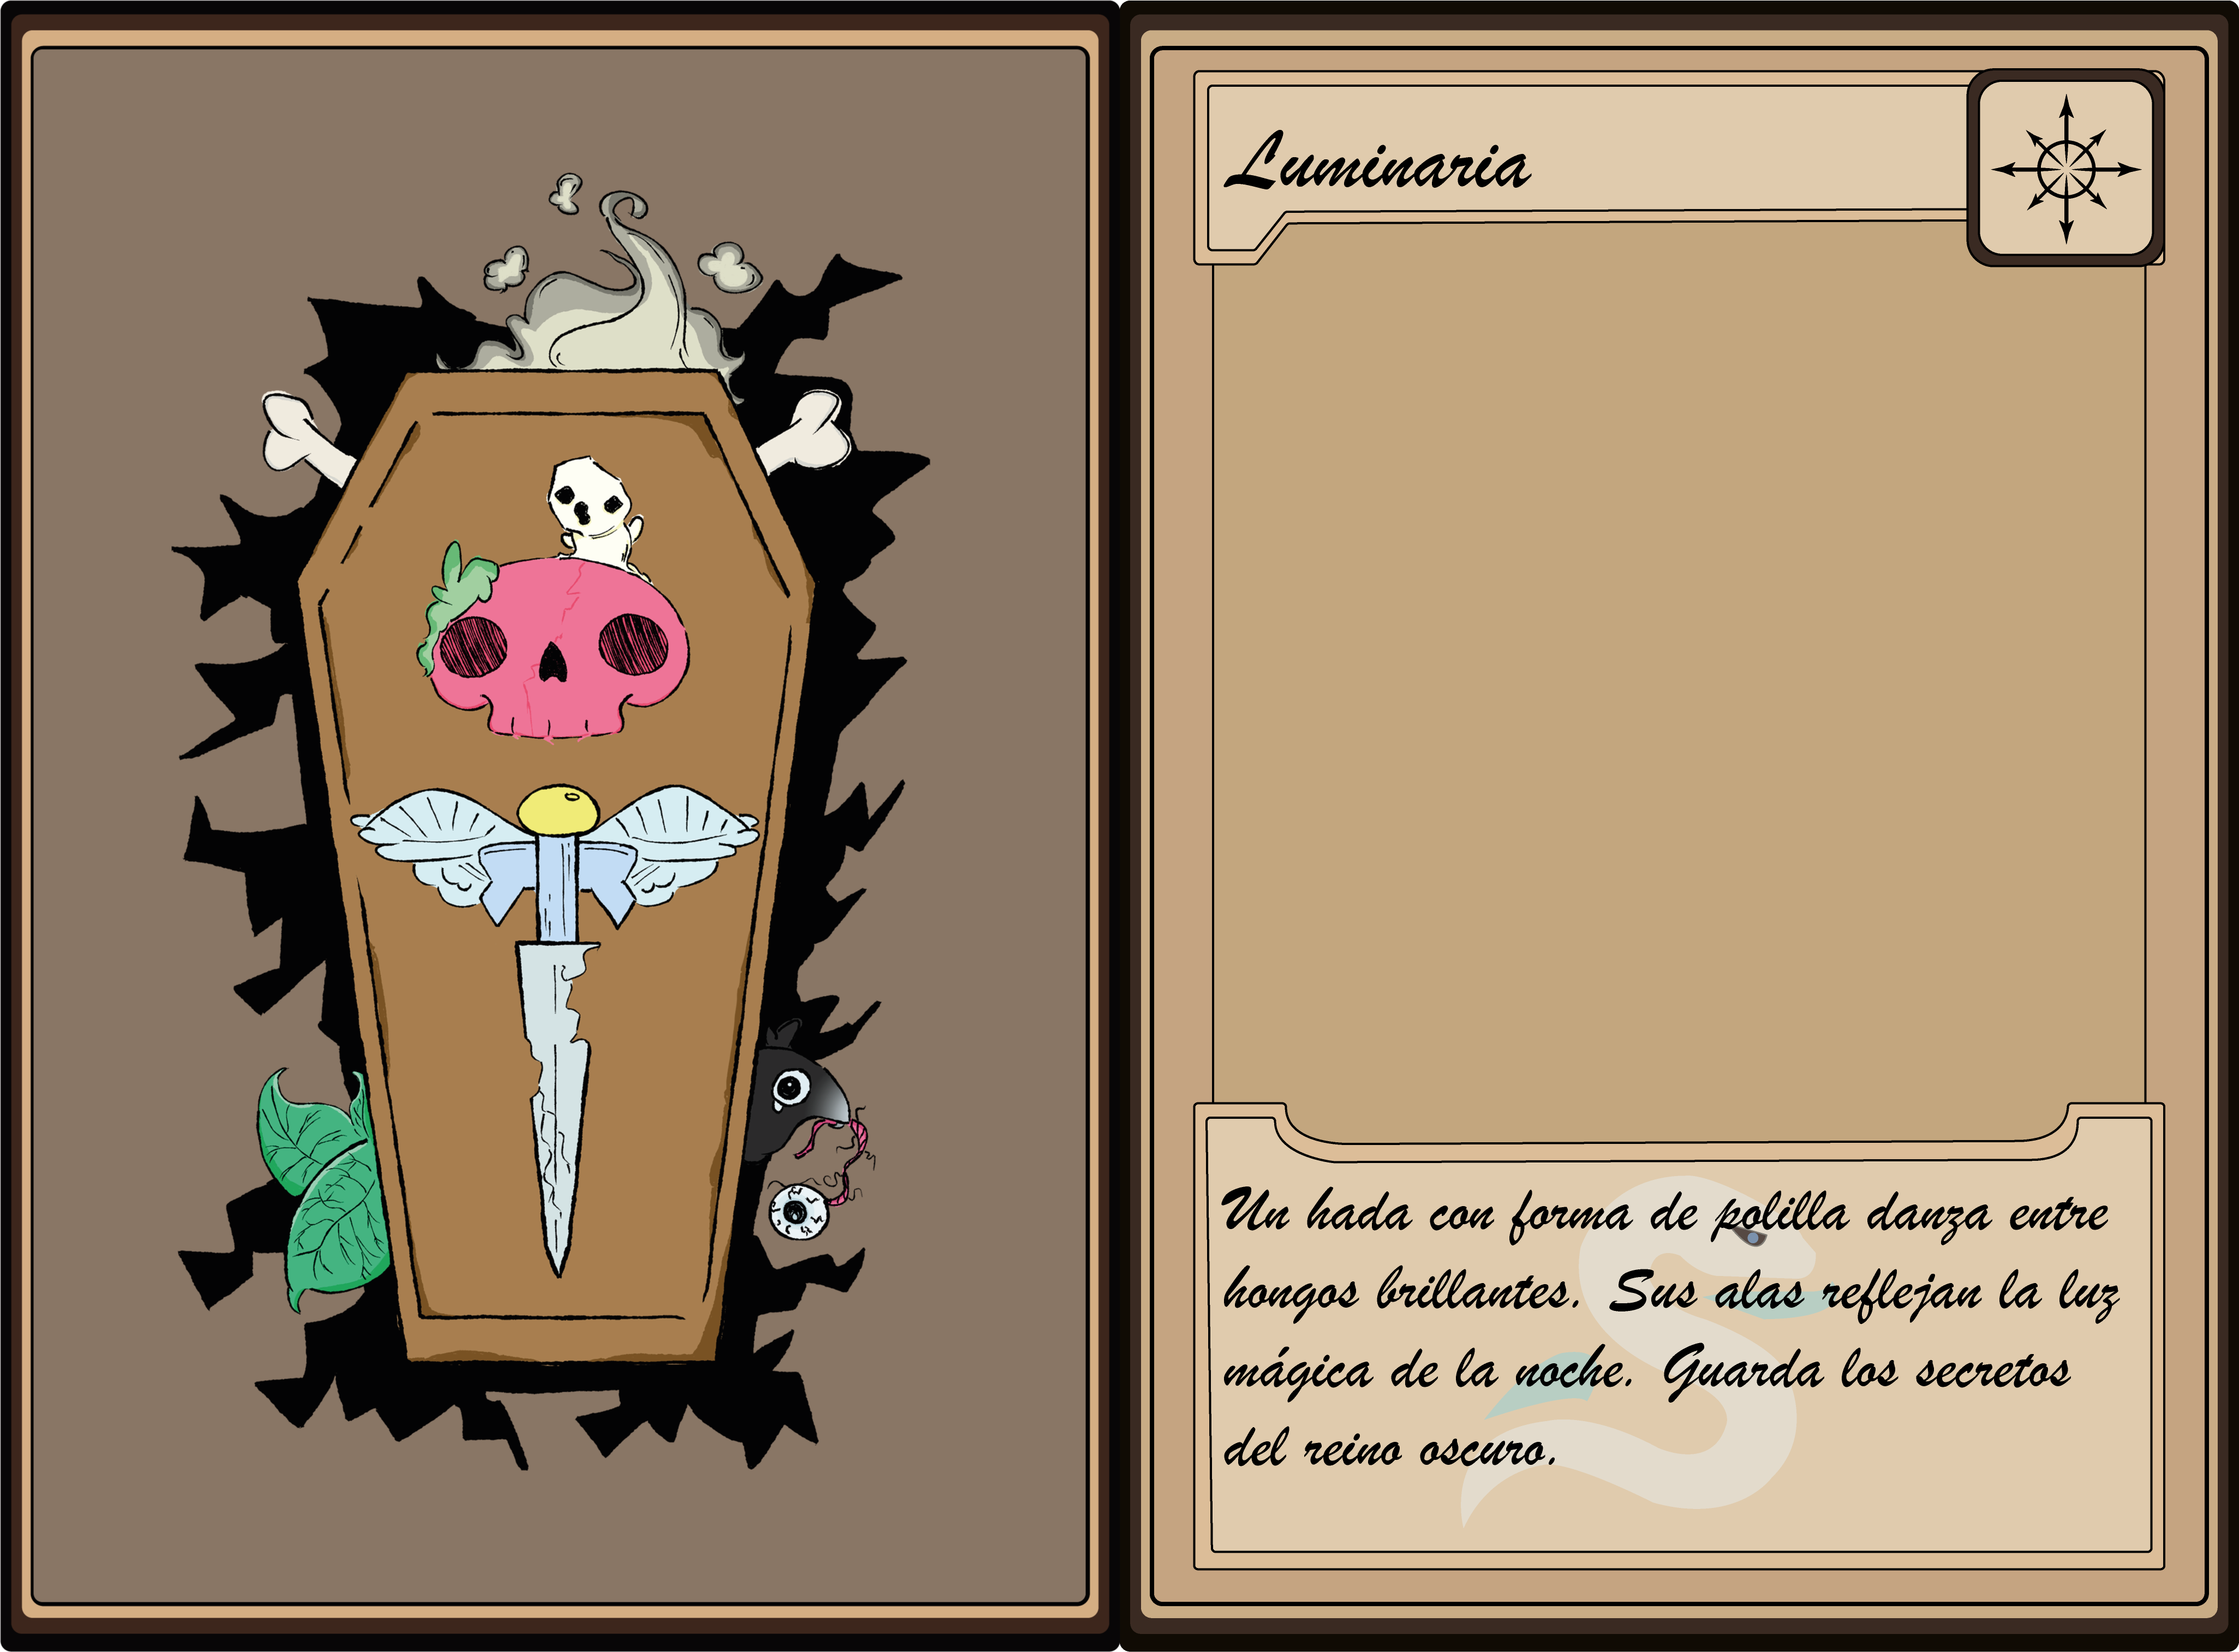 Luminaria
Un hada con forma de polilla danza entre
hongos brillantes. Sus alas reflejan la luz
mágica de la noche. Guarda los secretos
del reino oscuro.